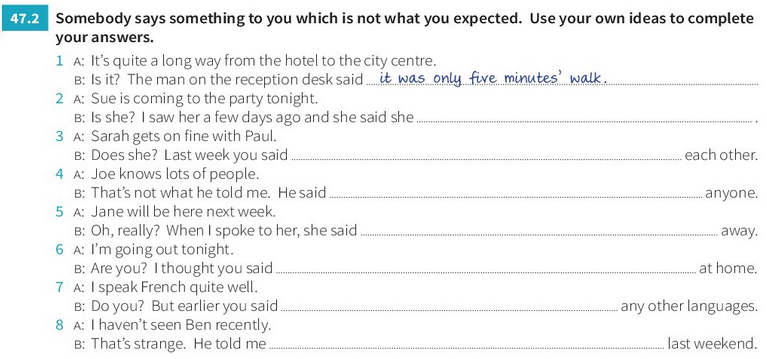 47.2 Somebody says something to you which is not what you expected. Use your own ideas to complete
your answers.
1 A: It's quite a long way from the hotel to the city centre.
B: Is it? The man on the reception desk said it was only five minutes' walk.
2 A: Sue is coming to the party tonight.
B: Is she? I saw her a few days ago and she said she .
3 A: Sarah gets on fine with Paul.
B: Does she? Last week you said each other.
4 A: Joe knows lots of people.
B: That's not what he told me. He said anyone.
5 A: Jane will be here next week.
B: Oh, really? When I spoke to her, she said away.
6 A: I'm going out tonight.
B: Are you? I thought you said at home.
7 A: I speak French quite well.
B: Do you? But earlier you said any other languages.
8 A: I haven't seen Ben recently.
B: That's strange. He told me last weekend.